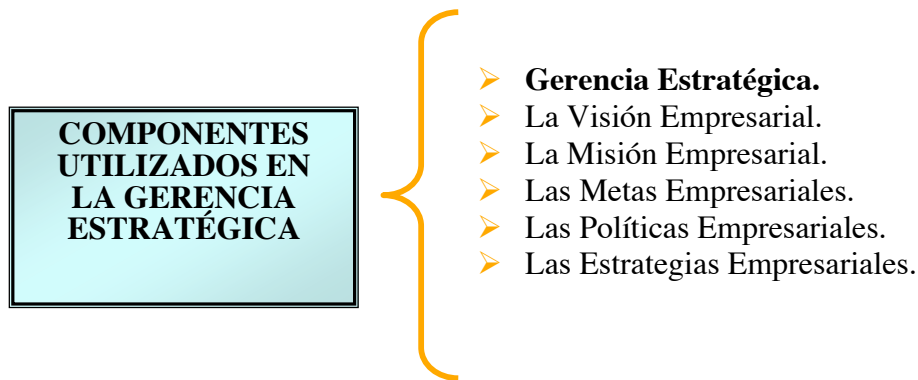 COMPONENTES
UTILIZADOS EN
LA GERENCIA
ESTRATÉGICA
➢ Gerencia Estratégica.
➢ La Visión Empresarial.
➢ La Misión Empresarial.
➢ Las Metas Empresariales.
➢ Las Políticas Empresariales.
➢ Las Estrategias Empresariales.